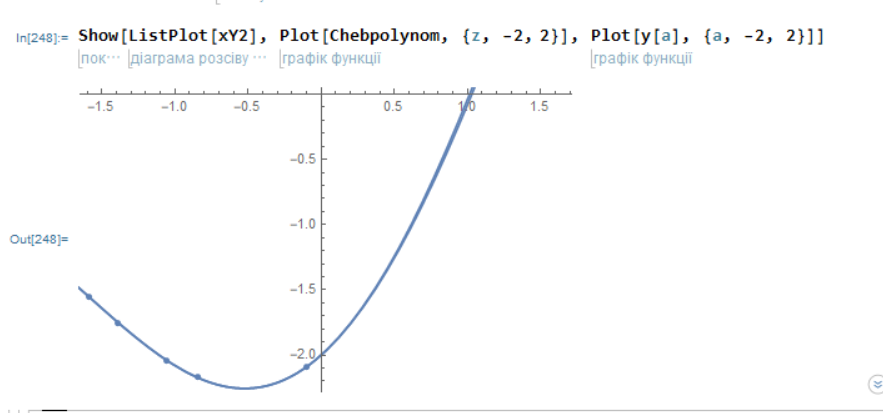 In[248]:= Show[ListPlot[xY2], Plot[Chebpolynom, {z, -2, 2}], Plot[y[a], {a, -2, 2}]]
пок··· діаграма розсіву ··· графік функції графік функції
-1.5 -1.0 -0.5 0.5 1.0 1.5
-0.5
-1.0
Out[248]=
-1.5
-2.0